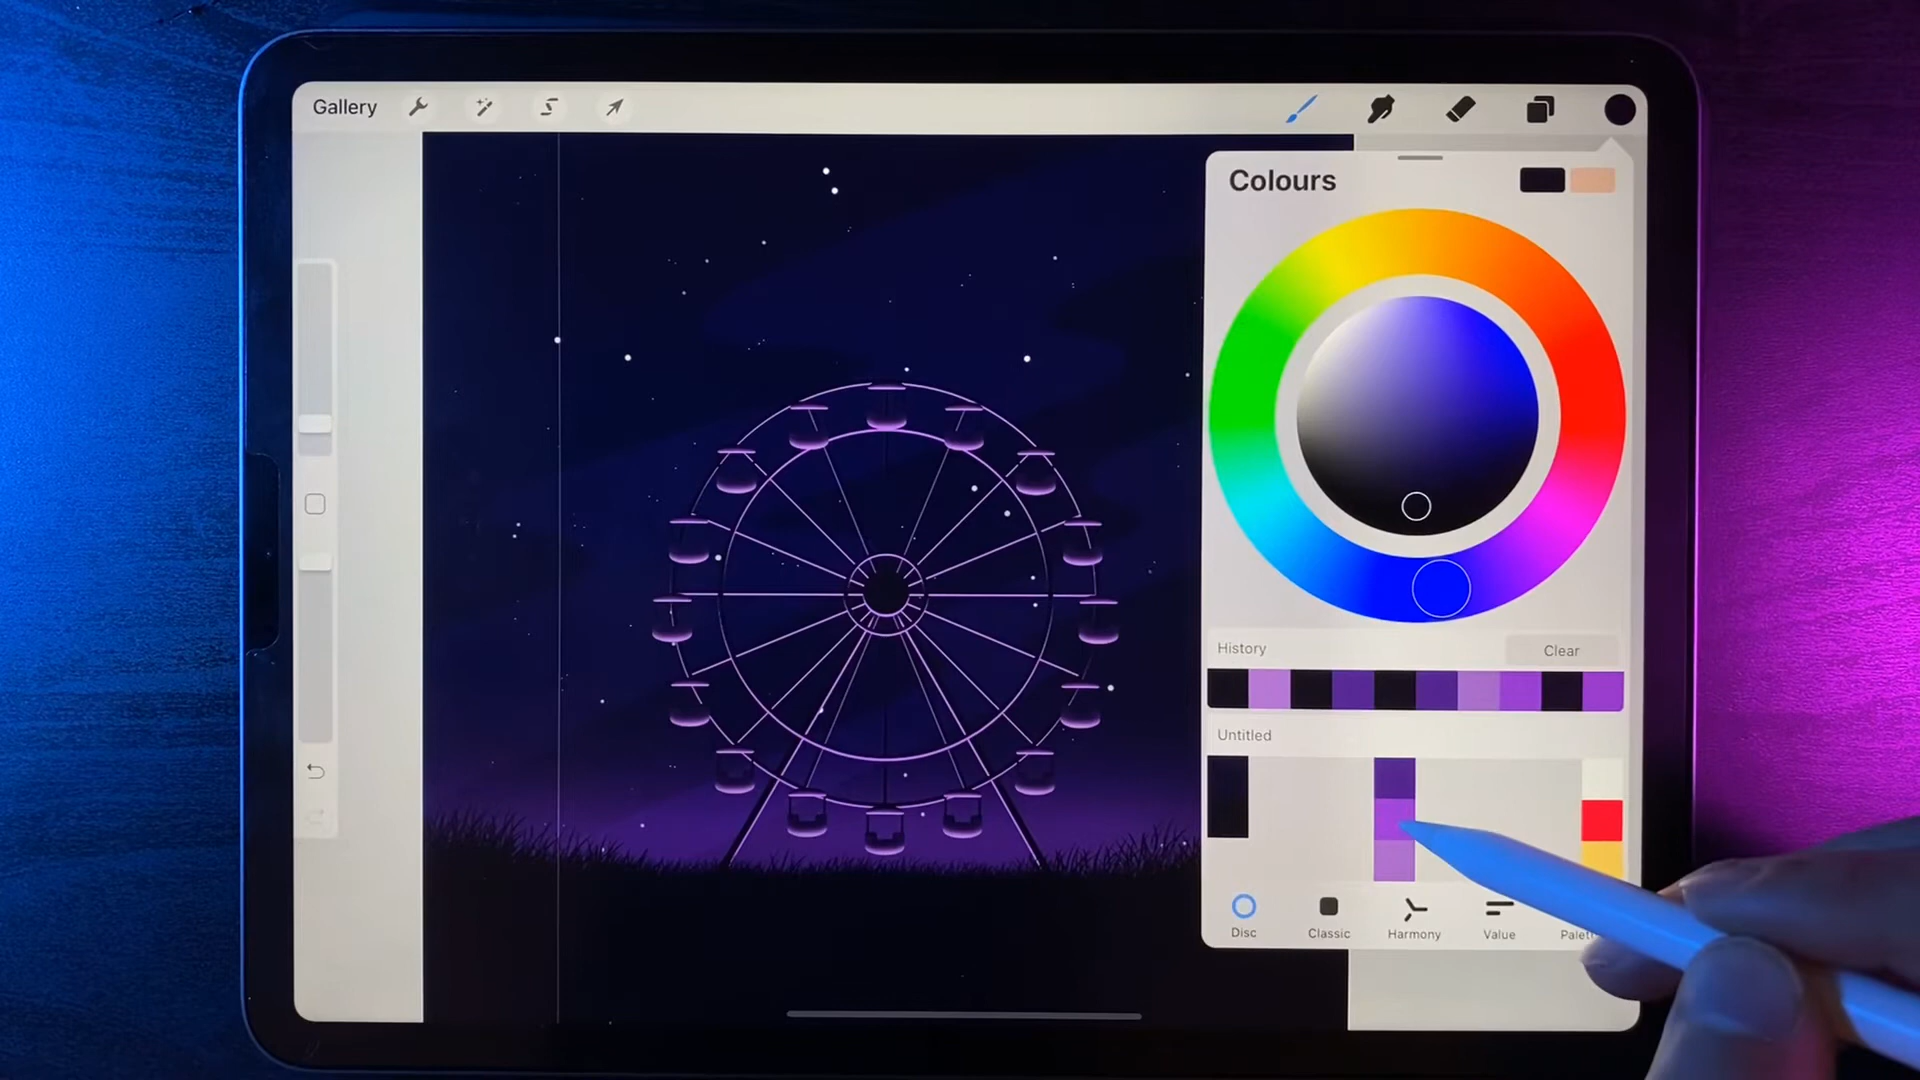 Gallery
Colours
History
Clear
Untitled
Disc
Classic
Harmony
Value